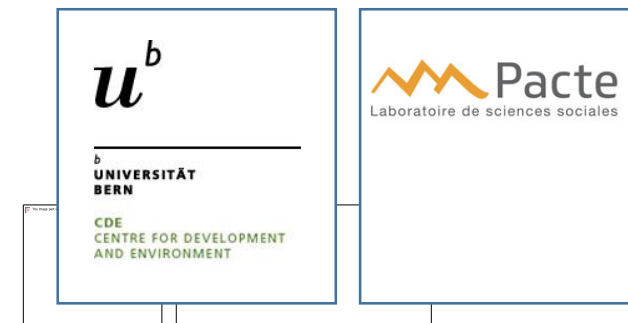 u b
b
UNIVERSITÄT
BERN
CDE
CENTRE FOR DEVELOPMENT
AND ENVIRONMENT
Pacte
Laboratoire de sciences sociales